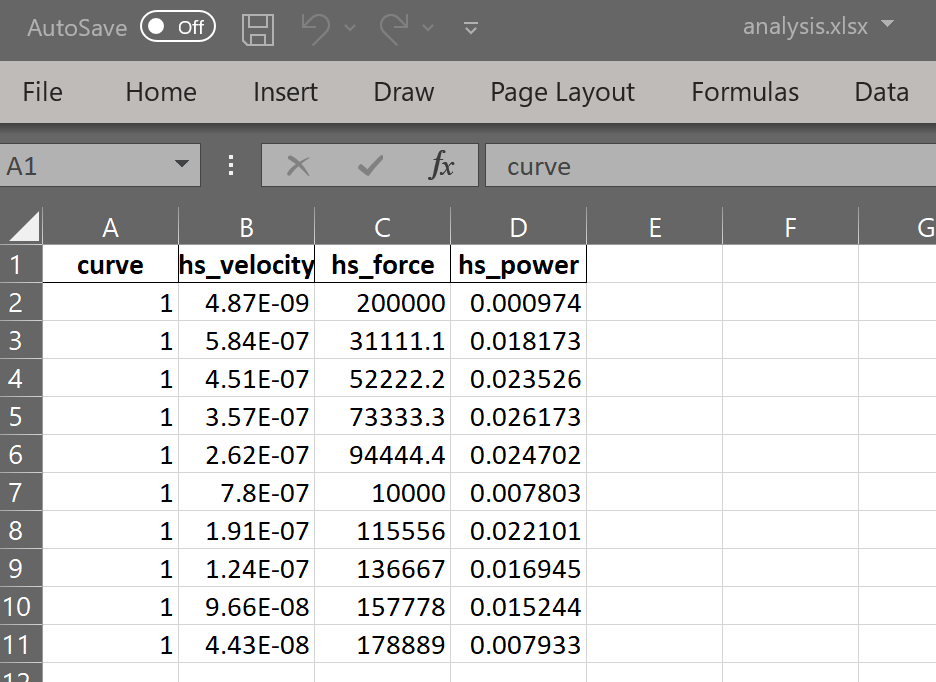 AutoSave Off analysis.xlsx
File Home Insert Draw Page Layout Formulas Data
A1 fx curve
A B C D E F G
1 curve hs_velocity hs_force hs_power
2 1 4.87E-09 200000 0.000974
3 1 5.84E-07 31111.1 0.018173
4 1 4.51E-07 52222.2 0.023526
5 1 3.57E-07 73333.3 0.026173
6 1 2.62E-07 94444.4 0.024702
7 1 7.8E-07 10000 0.007803
8 1 1.91E-07 115556 0.022101
9 1 1.24E-07 136667 0.016945
10 1 9.66E-08 157778 0.015244
11 1 4.43E-08 178889 0.007933
12